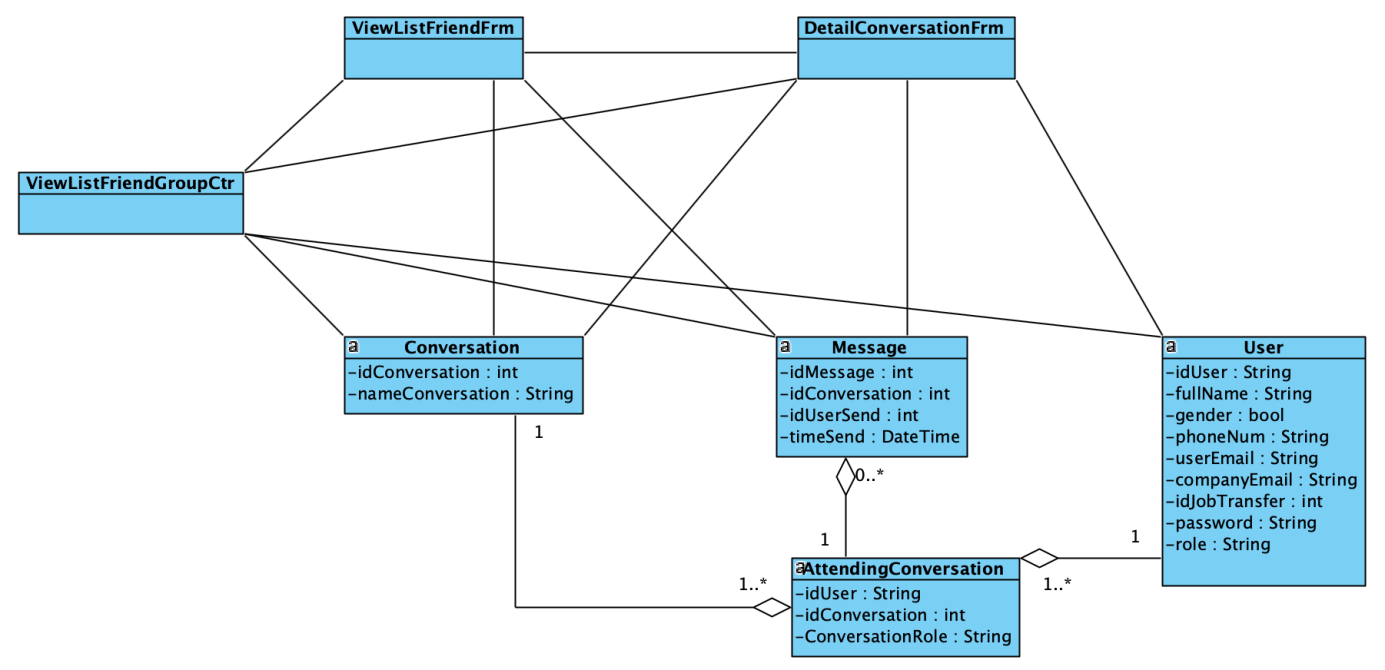 ViewListFriendFrm
DetailConversationFrm
ViewListFriendGroupCtr
a
Conversation
-idConversation : int
-nameConversation : String
a
Message
-idMessage : int
-idConversation : int
-idUserSend : int
-timeSend : DateTime
a
User
-idUser : String
-fullName : String
-gender : bool
-phoneNum : String
-userEmail : String
-companyEmail : String
-idJobTransfer : int
-password : String
-role : String
1
0..*
1
1
1..*
1..*
a
AttendingConversation
-idUser : String
-idConversation : int
-ConversationRole : String